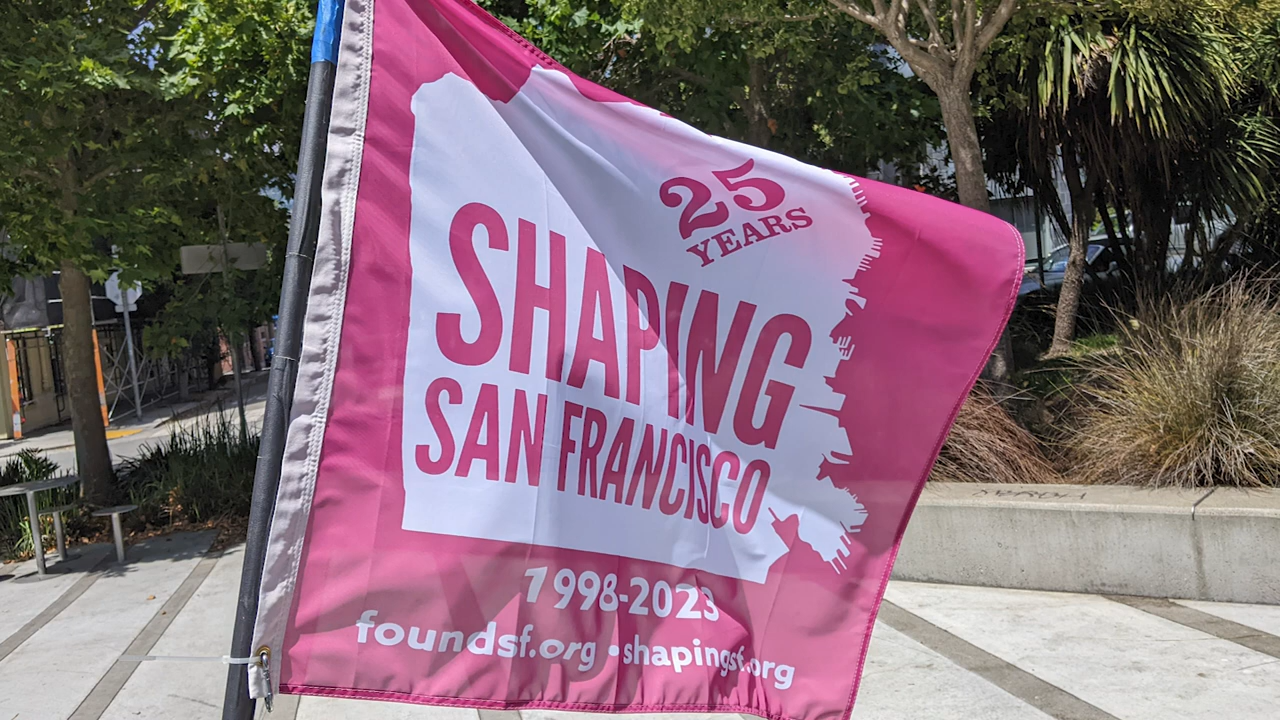 25
YEARS
SHAPING
SAN FRANCISCO
1998-2023
foundsf.org • shapingsf.org